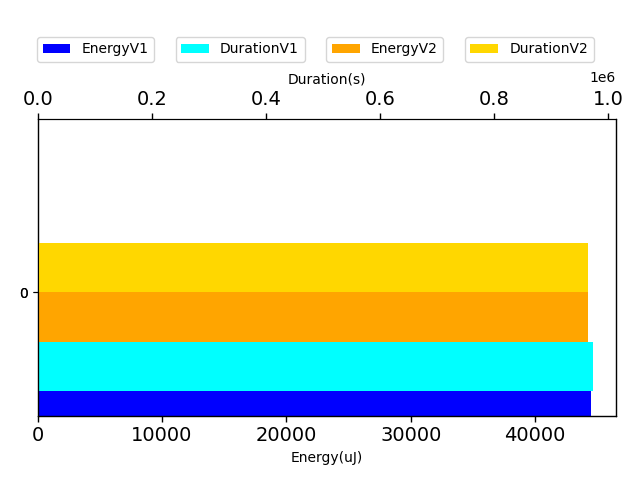 EnergyV1 DurationV1 EnergyV2 DurationV2
Duration(s)
1e6
0.0 0.2 0.4 0.6 0.8 1.0
0
0 10000 20000 30000 40000
Energy(uJ)